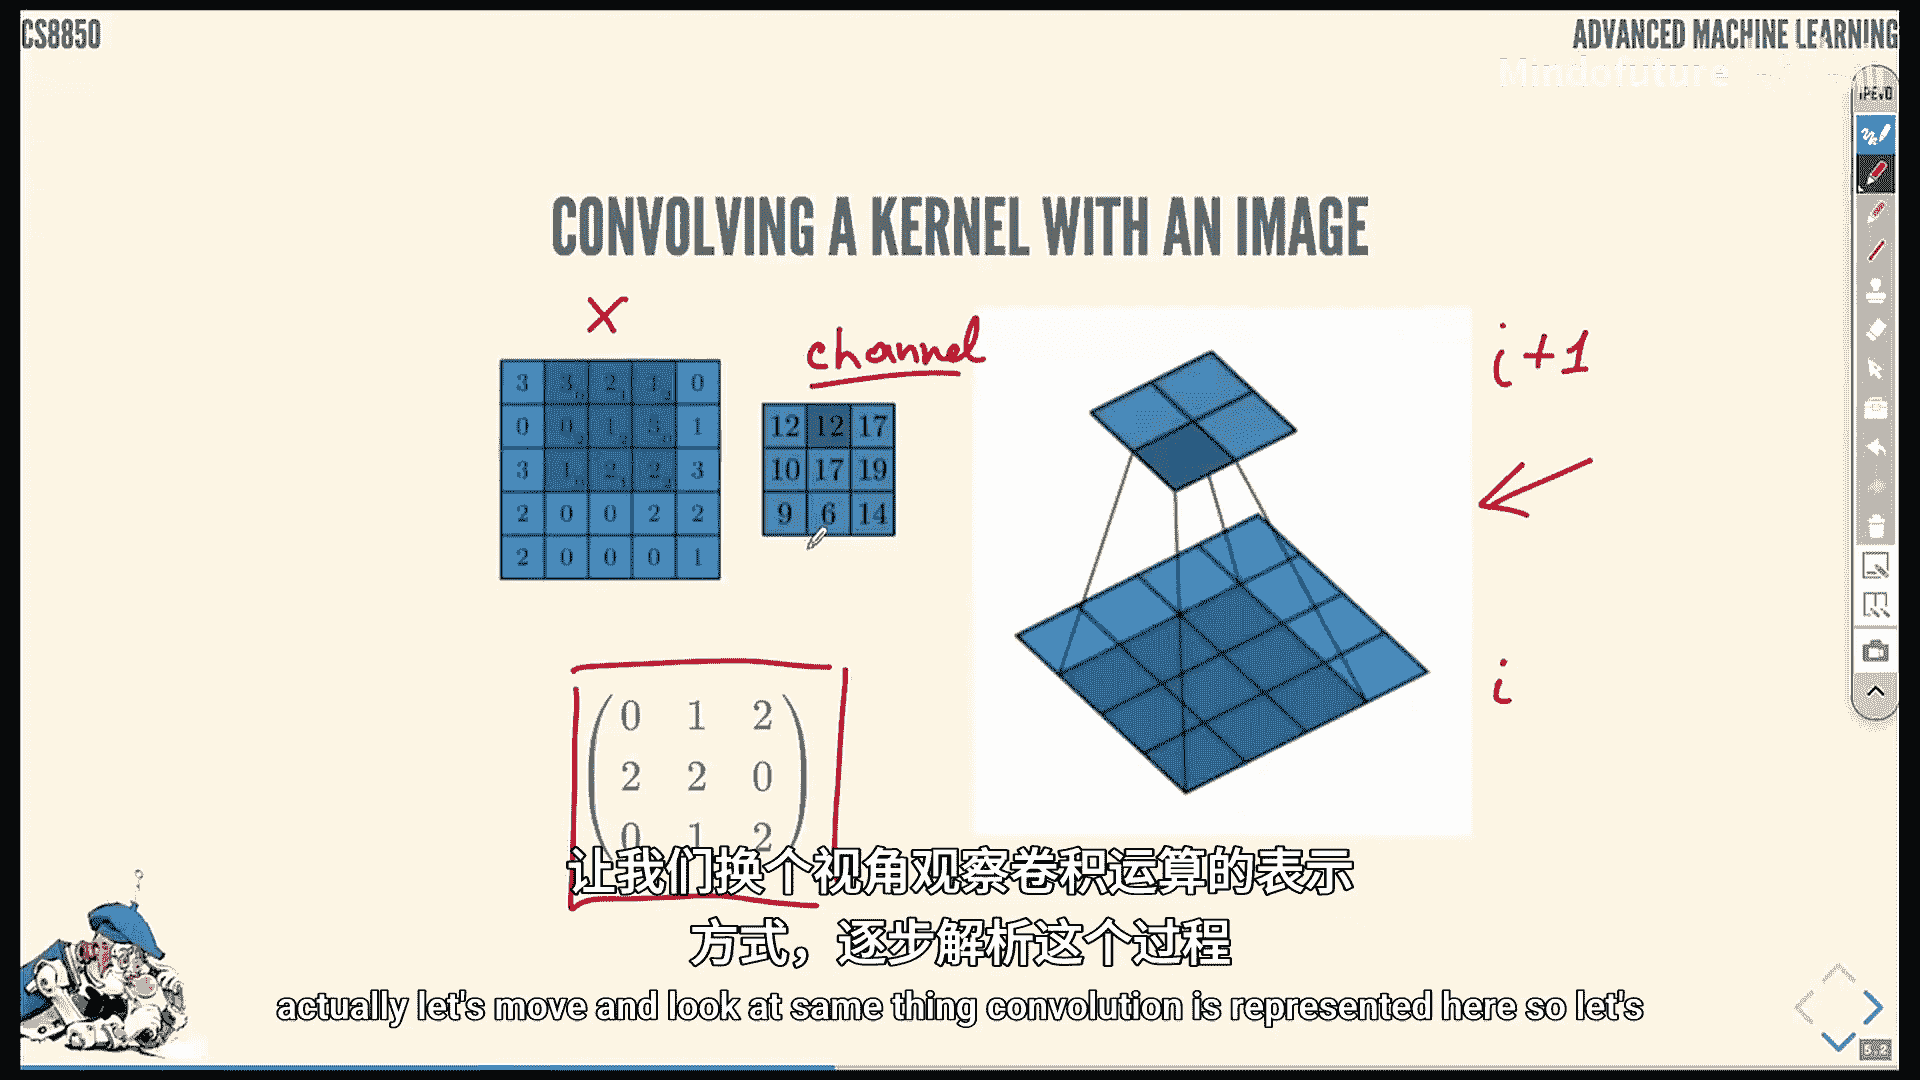 CS8850
ADVANCED MACHINE LEARNING
Mindofuture
IPEVO
CONVOLVING A KERNEL WITH AN IMAGE
X
channel
i+1
3 3 2 1 0
0 0 1 3 1
3 1 2 2 3
2 0 0 2 2
2 0 0 0 1
12 12 17
10 17 19
9 6 14
i
0 1 2
2 2 0
0 1 2
让我们换个视角观察卷积运算的表示
方式，逐步解析这个过程
actually let's move and look at same thing convolution is represented here so let's
5.2